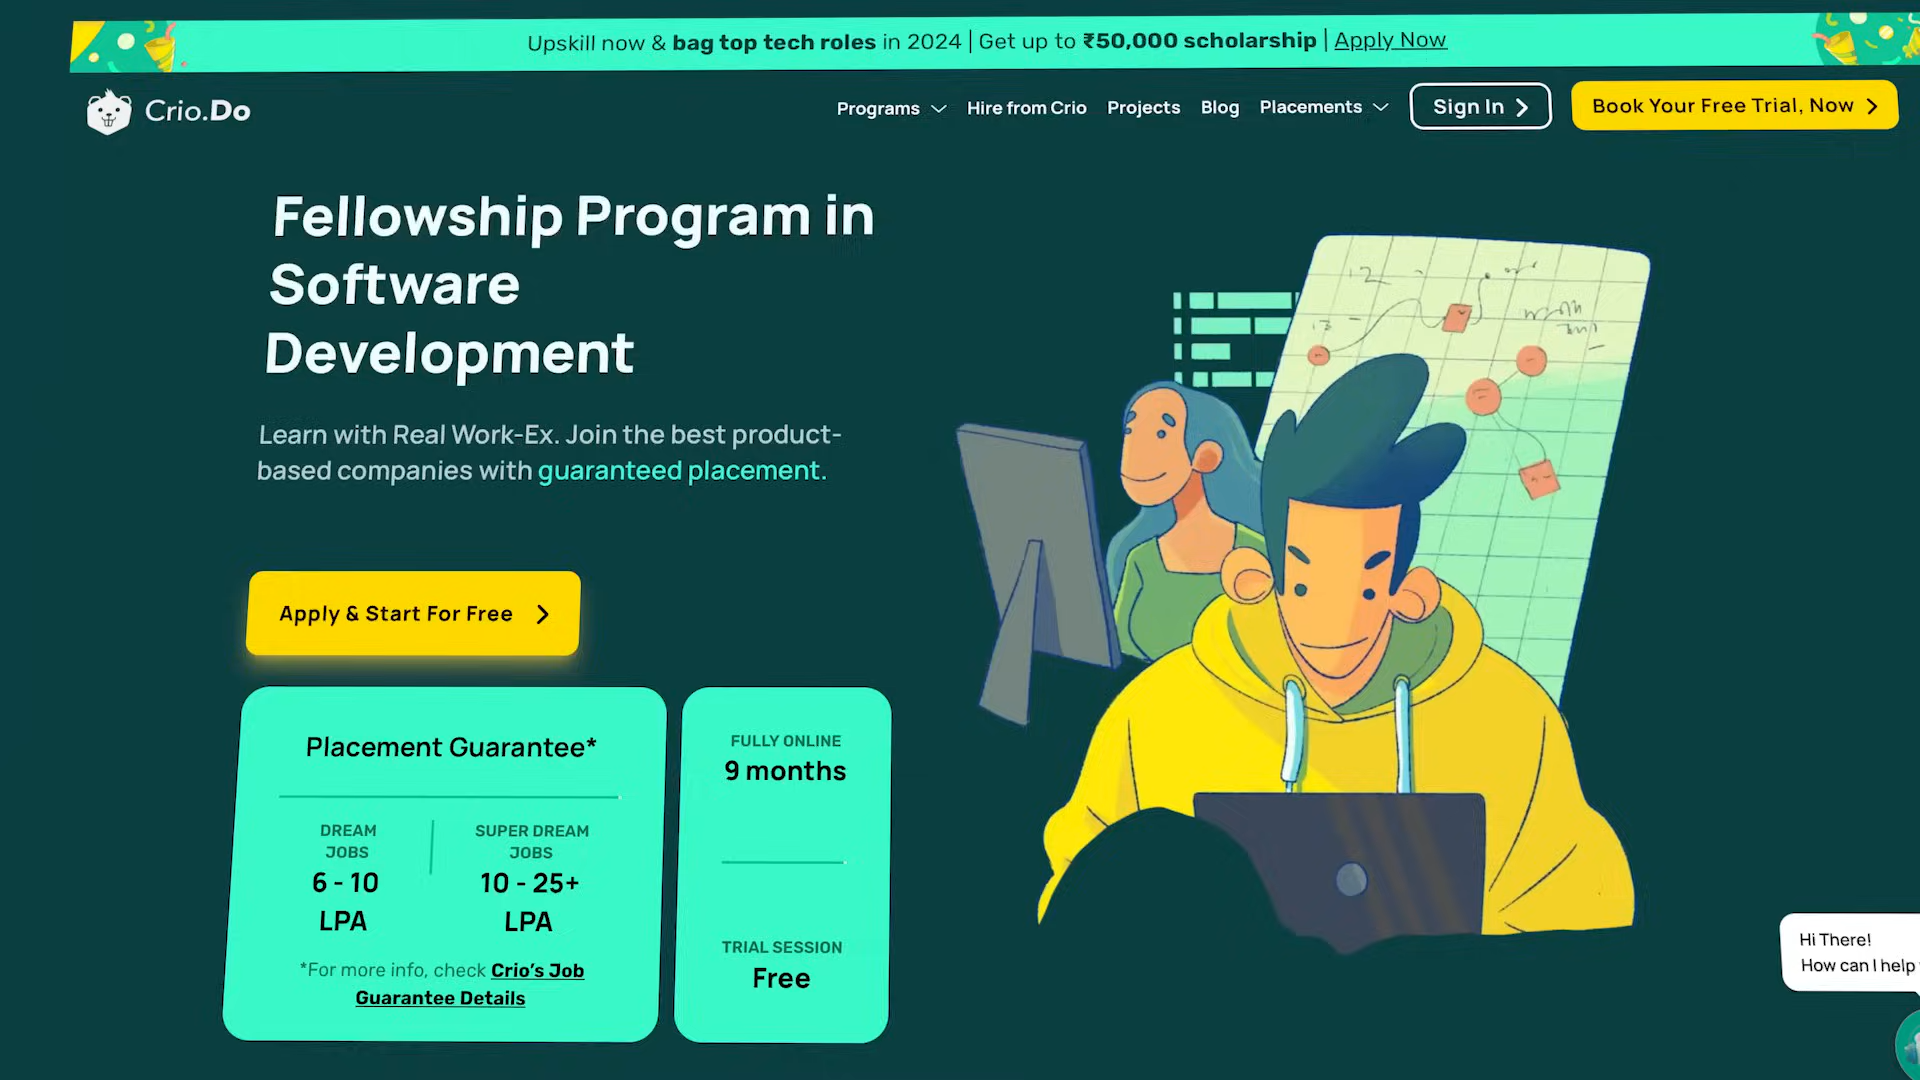 Upskill now & bag top tech roles in 2024 | Get up to ₹50,000 scholarship | Apply Now
Crio.Do
Programs Hire from Crio Projects Blog Placements Sign In Book Your Free Trial, Now
Fellowship Program in
Software
Development
Learn with Real Work-Ex. Join the best product-
based companies with guaranteed placement.
Apply & Start For Free
Placement Guarantee*
DREAM
JOBS
6 - 10
LPA
SUPER DREAM
JOBS
10 - 25+
LPA
*For more info, check Crio's Job
Guarantee Details
FULLY ONLINE
9 months
TRIAL SESSION
Free
Hi There!
How can I help